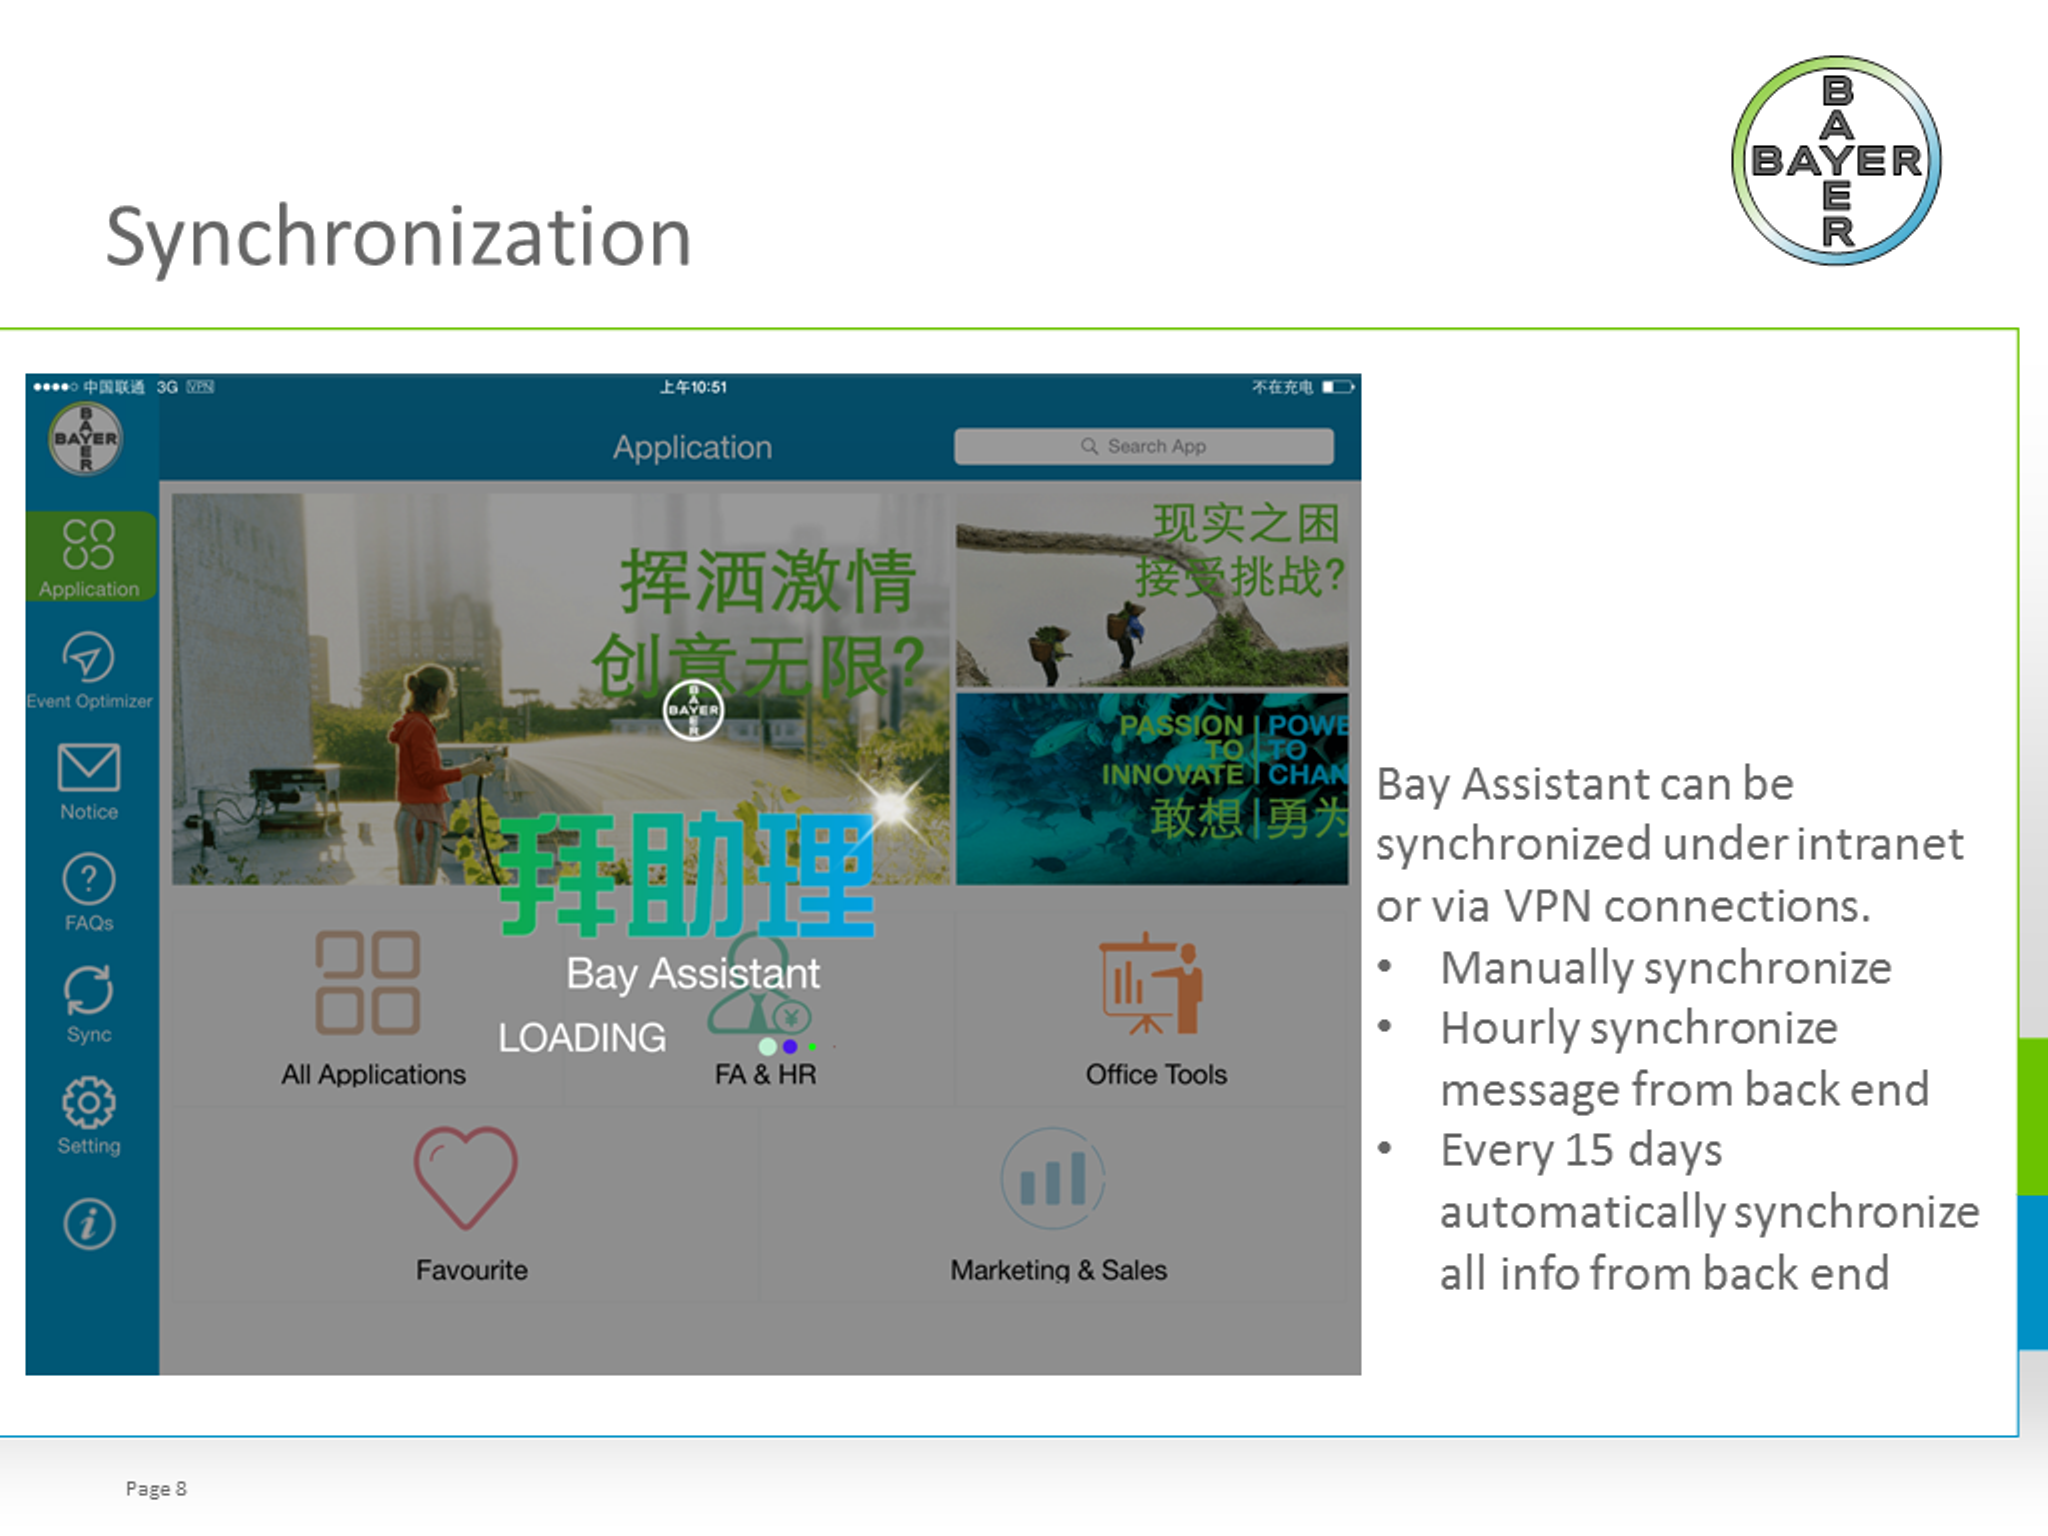 BAYER
BAYER
Synchronization
中国联通 3G VPN
上午10:51
不在充电
BAYER
BAYER
Application
Search App
Application
Event Optimizer
Notice
?
FAQs
Sync
Setting
i
挥洒激情
创意无限?
现实之困
接受挑战?
PASSION
TO
INNOVATE
POWE
TO
CHAN
敢想|勇为
BAYER
BAYER
拜助理
Bay Assistant
LOADING
¥
All Applications
FA & HR
Office Tools
Favourite
Marketing & Sales
Bay Assistant can be
synchronized under intranet
or via VPN connections.
• Manually synchronize
• Hourly synchronize
message from back end
• Every 15 days
automatically synchronize
all info from back end
Page 8